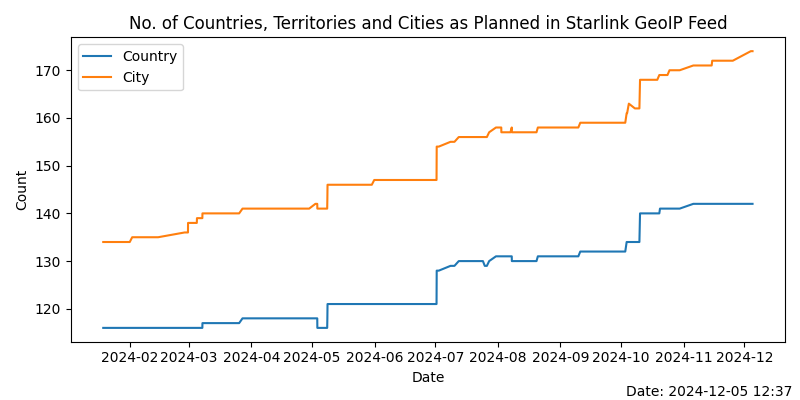 No. of Countries, Territories and Cities as Planned in Starlink GeoIP Feed
Country
City
170
160
150
140
130
120
Count
2024-02 2024-03 2024-04 2024-05 2024-06 2024-07 2024-08 2024-09 2024-10 2024-11 2024-12
Date
Date: 2024-12-05 12:37